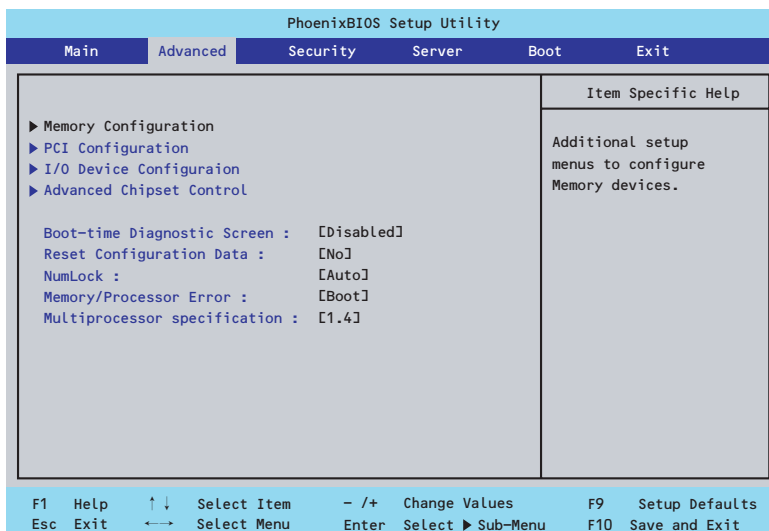 PhoenixBIOS Setup Utility
Main Advanced Security Server Boot Exit
Item Specific Help
▶ Memory Configuration
▶ PCI Configuration
▶ I/O Device Configuraion
▶ Advanced Chipset Control
Additional setup
menus to configure
Memory devices.
Boot-time Diagnostic Screen : [Disabled]
Reset Configuration Data : [No]
NumLock : [Auto]
Memory/Processor Error : [Boot]
Multiprocessor specification : [1.4]
F1 Help ↑↓ Select Item - /+ Change Values F9 Setup Defaults
Esc Exit ←→ Select Menu Enter Select ▶ Sub-Menu F10 Save and Exit